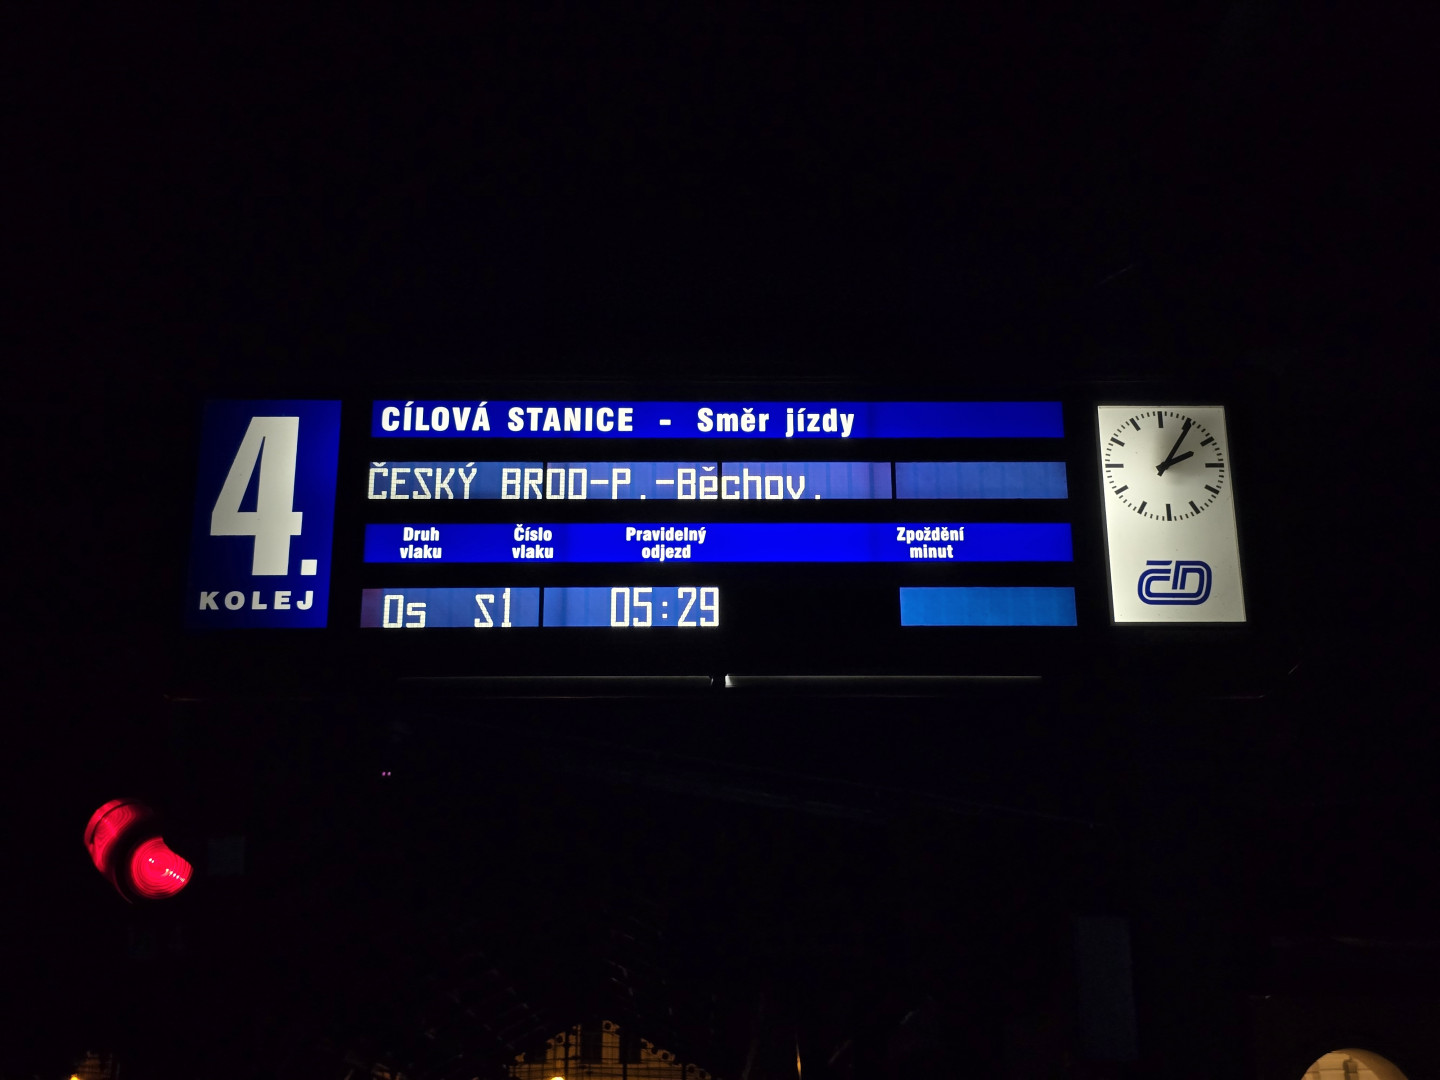 4.
KOLEJ
CÍLOVÁ STANICE - Směr jízdy
ČESKÝ BROD-P.-Běchov.
Druh vlaku
Číslo vlaku
Pravidelný odjezd
Zpoždění minut
Os S1 05:29
ČD